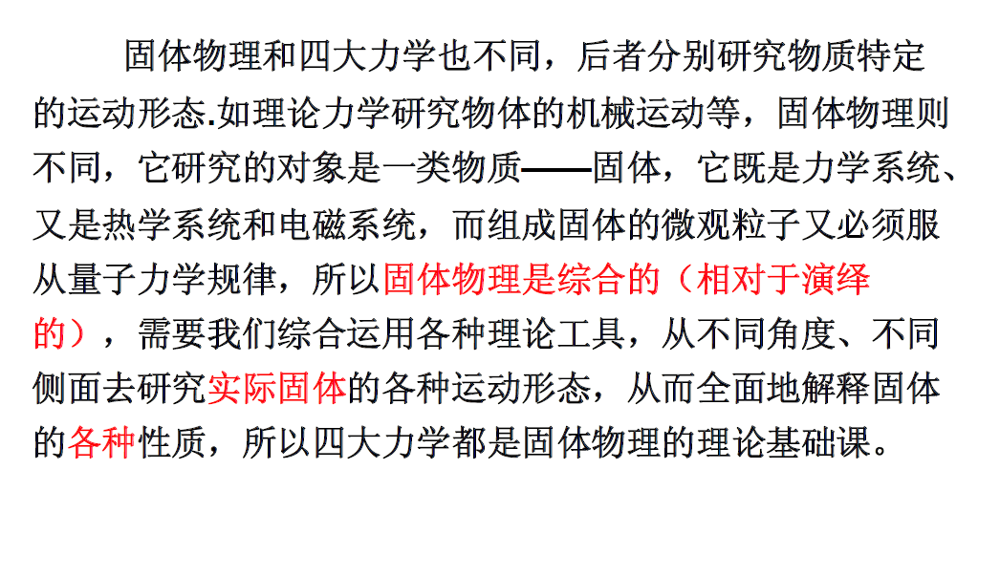 固体物理和四大力学也不同，后者分别研究物质特定
的运动形态.如理论力学研究物体的机械运动等，固体物理则
不同，它研究的对象是一类物质——固体，它既是力学系统、
又是热学系统和电磁系统，而组成固体的微观粒子又必须服
从量子力学规律，所以固体物理是综合的（相对于演绎
的），需要我们综合运用各种理论工具，从不同角度、不同
侧面去研究实际固体的各种运动形态，从而全面地解释固体
的各种性质，所以四大力学都是固体物理的理论基础课。